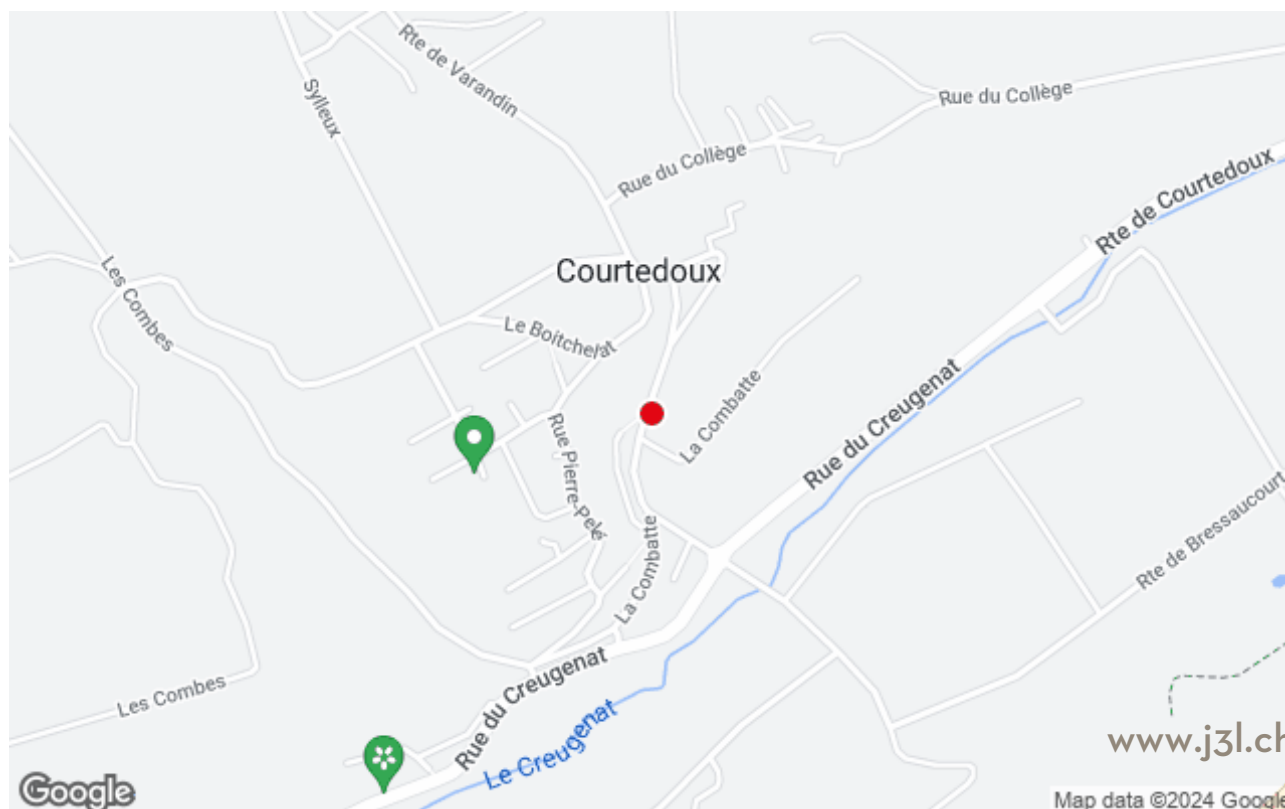 Rte de Varandin
Sylleux
Rue du Collège
Rue du Collège
Rte de Courtedoux
Les Combes
Courtedoux
Le Boitchelat
La Combatte
Rue du Creugenat
Rue Pierre-Pelé
La Combatte
Rte de Bressaucourt
Rue du Creugenat
Les Combes
Le Creugenat
www.j3l.ch
Google
Map data ©2024 Google